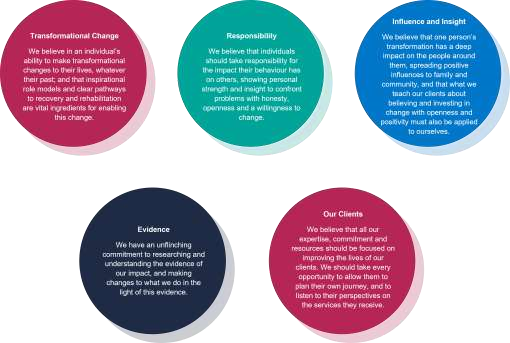 Transformational Change
We believe in an individual's
ability to make transformational
changes to their lives, whatever
their past; and that inspirational
role models and clear pathways
to recovery and rehabilitation
are vital ingredients for enabling
this change.
Responsibility
We believe that individuals
should take responsibility for
the impact their behaviour has
on others, showing personal
strength and insight to confront
problems with honesty,
openness and a willingness to
change.
Influence and Insight
We believe that one person's
transformation has a deep
impact on the people around
them, spreading positive
influences to family and
community, and that what we
teach our clients about
believing and investing in
change with openness and
positivity must also be applied
to ourselves.
Evidence
We have an unflinching
commitment to researching and
understanding the evidence of
our impact, and making
changes to what we do in the
light of this evidence.
Our Clients
We believe that all our
expertise, commitment and
resources should be focused on
improving the lives of our
clients. We should take every
opportunity to allow them to
plan their own journey, and to
listen to their perspectives on
the services they receive.